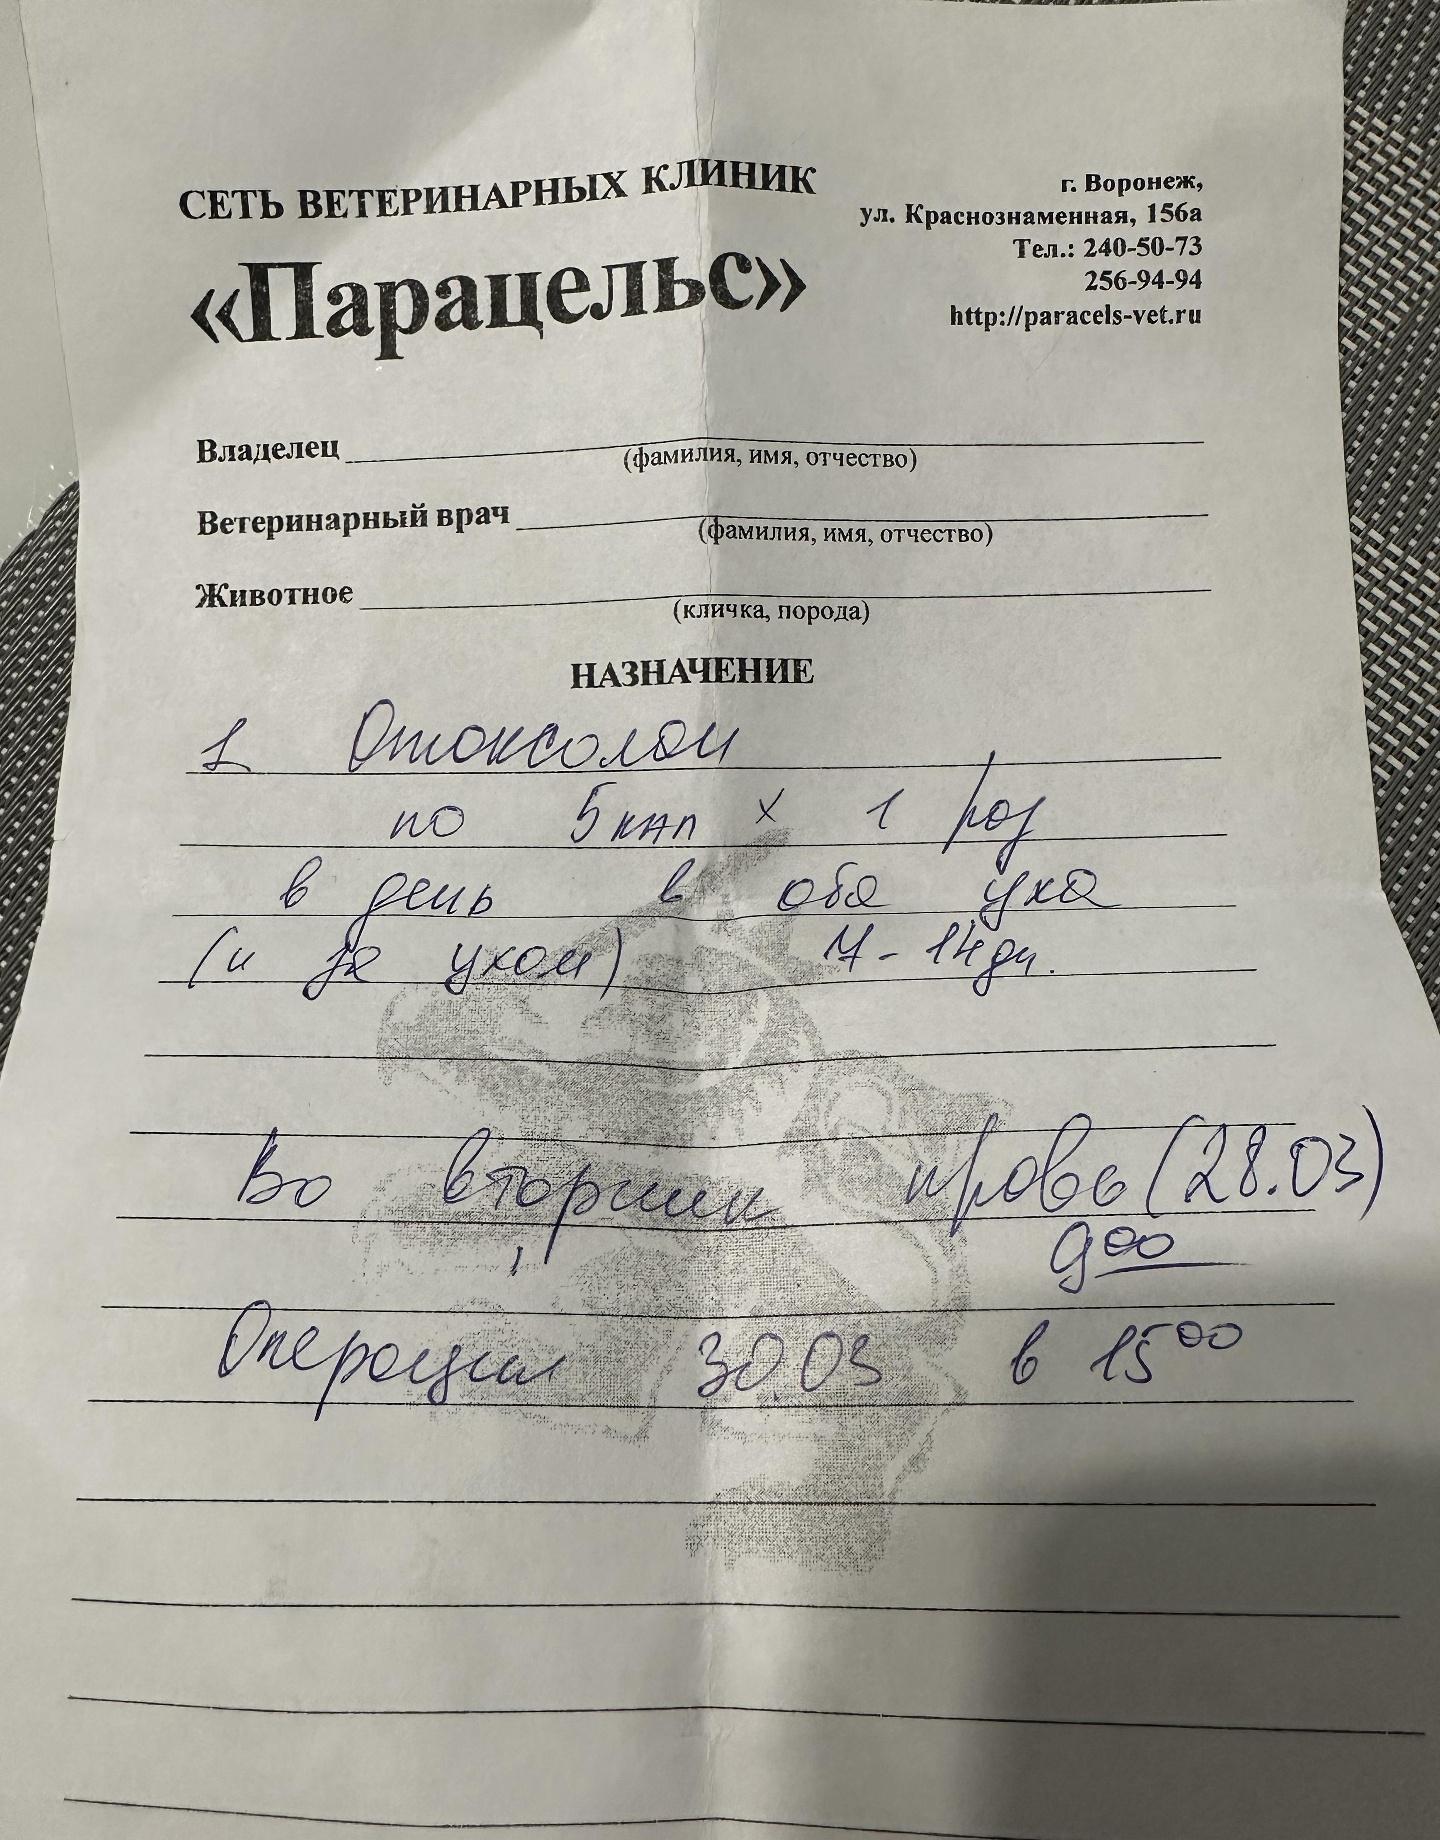 СЕТЬ ВЕТЕРИНАРНЫХ КЛИНИК
«Парацельс»
г. Воронеж,
ул. Краснознаменная, 156а
Тел.: 240-50-73
256-94-94
http://paracels-vet.ru
Владелец
(фамилия, имя, отчество)
Ветеринарный врач
(фамилия, имя, отчество)
Животное
(кличка, порода)
НАЗНАЧЕНИЕ
1 Отоксолан
по 5 кап x 1 раз
в день в оба уха
(и за ухом) 7-14 дн.
Во вторник кровь (28.03)
9 00
Операция 30.03 в 15 00